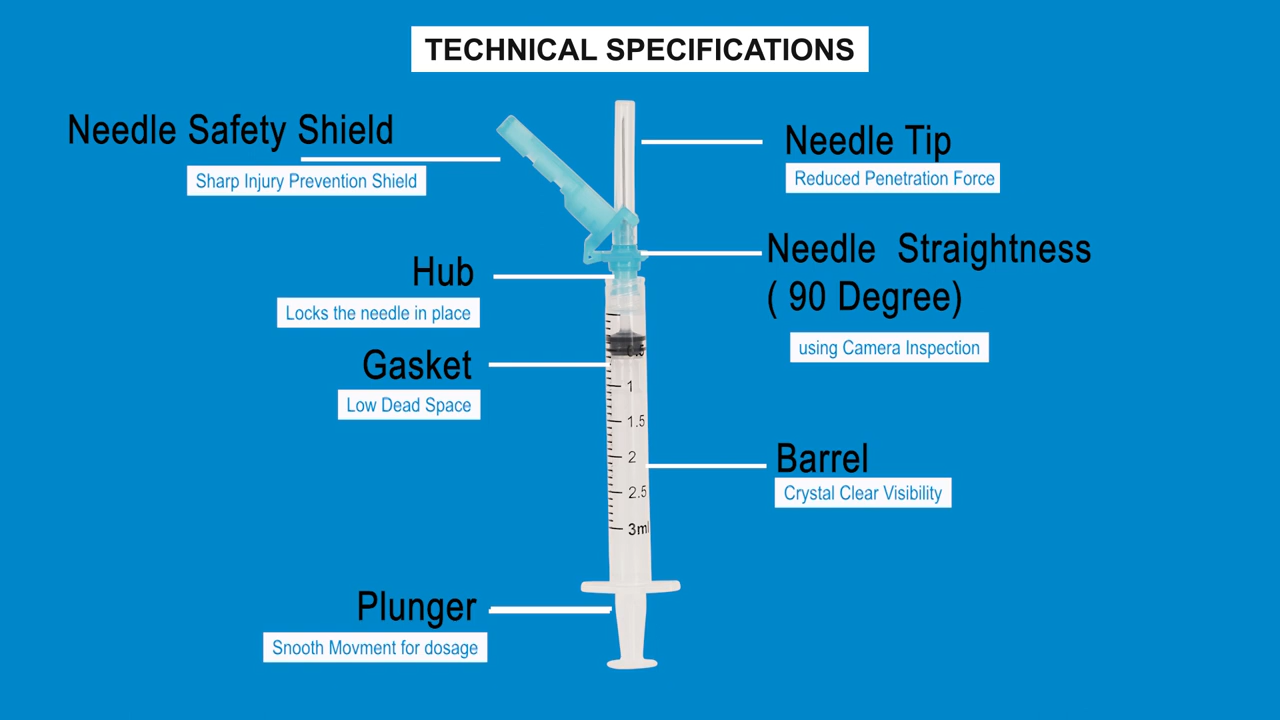 TECHNICAL SPECIFICATIONS
Needle Safety Shield
Sharp Injury Prevention Shield
Needle Tip
Reduced Penetration Force
Needle Straightness
( 90 Degree)
using Camera Inspection
Hub
Locks the needle in place
Gasket
Low Dead Space
0.5
1
1.5
2
2.5
3ml
Barrel
Crystal Clear Visibility
Plunger
Snooth Movment for dosage